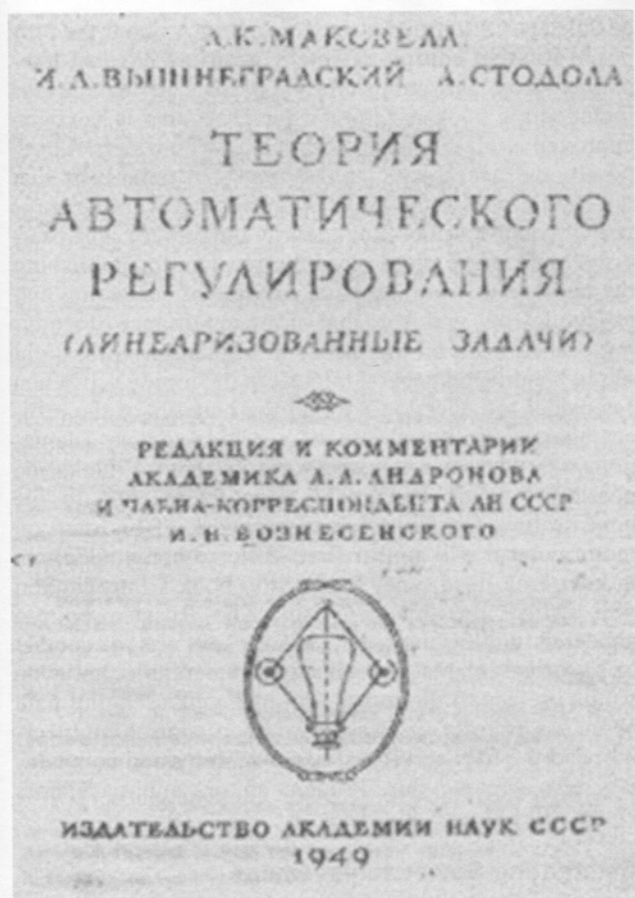 Д.К.МАКСВЕЛЛ
И.А.ВЫШНЕГРАДСКИЙ А.СТОДОЛА
ТЕОРИЯ
АВТОМАТИЧЕСКОГО
РЕГУЛИРОВАНИЯ
(ЛИНЕАРИЗОВАННЫЕ ЗАДАЧИ)
РЕДАКЦИЯ И КОММЕНТАРИИ
АКАДЕМИКА А.А.АНДРОНОВА
И ЧЛЕНА-КОРРЕСПОНДЕНТА АН СССР
И.Н.ВОЗНЕСЕНСКОГО
ИЗДАТЕЛЬСТВО АКАДЕМИИ НАУК СССР
1949